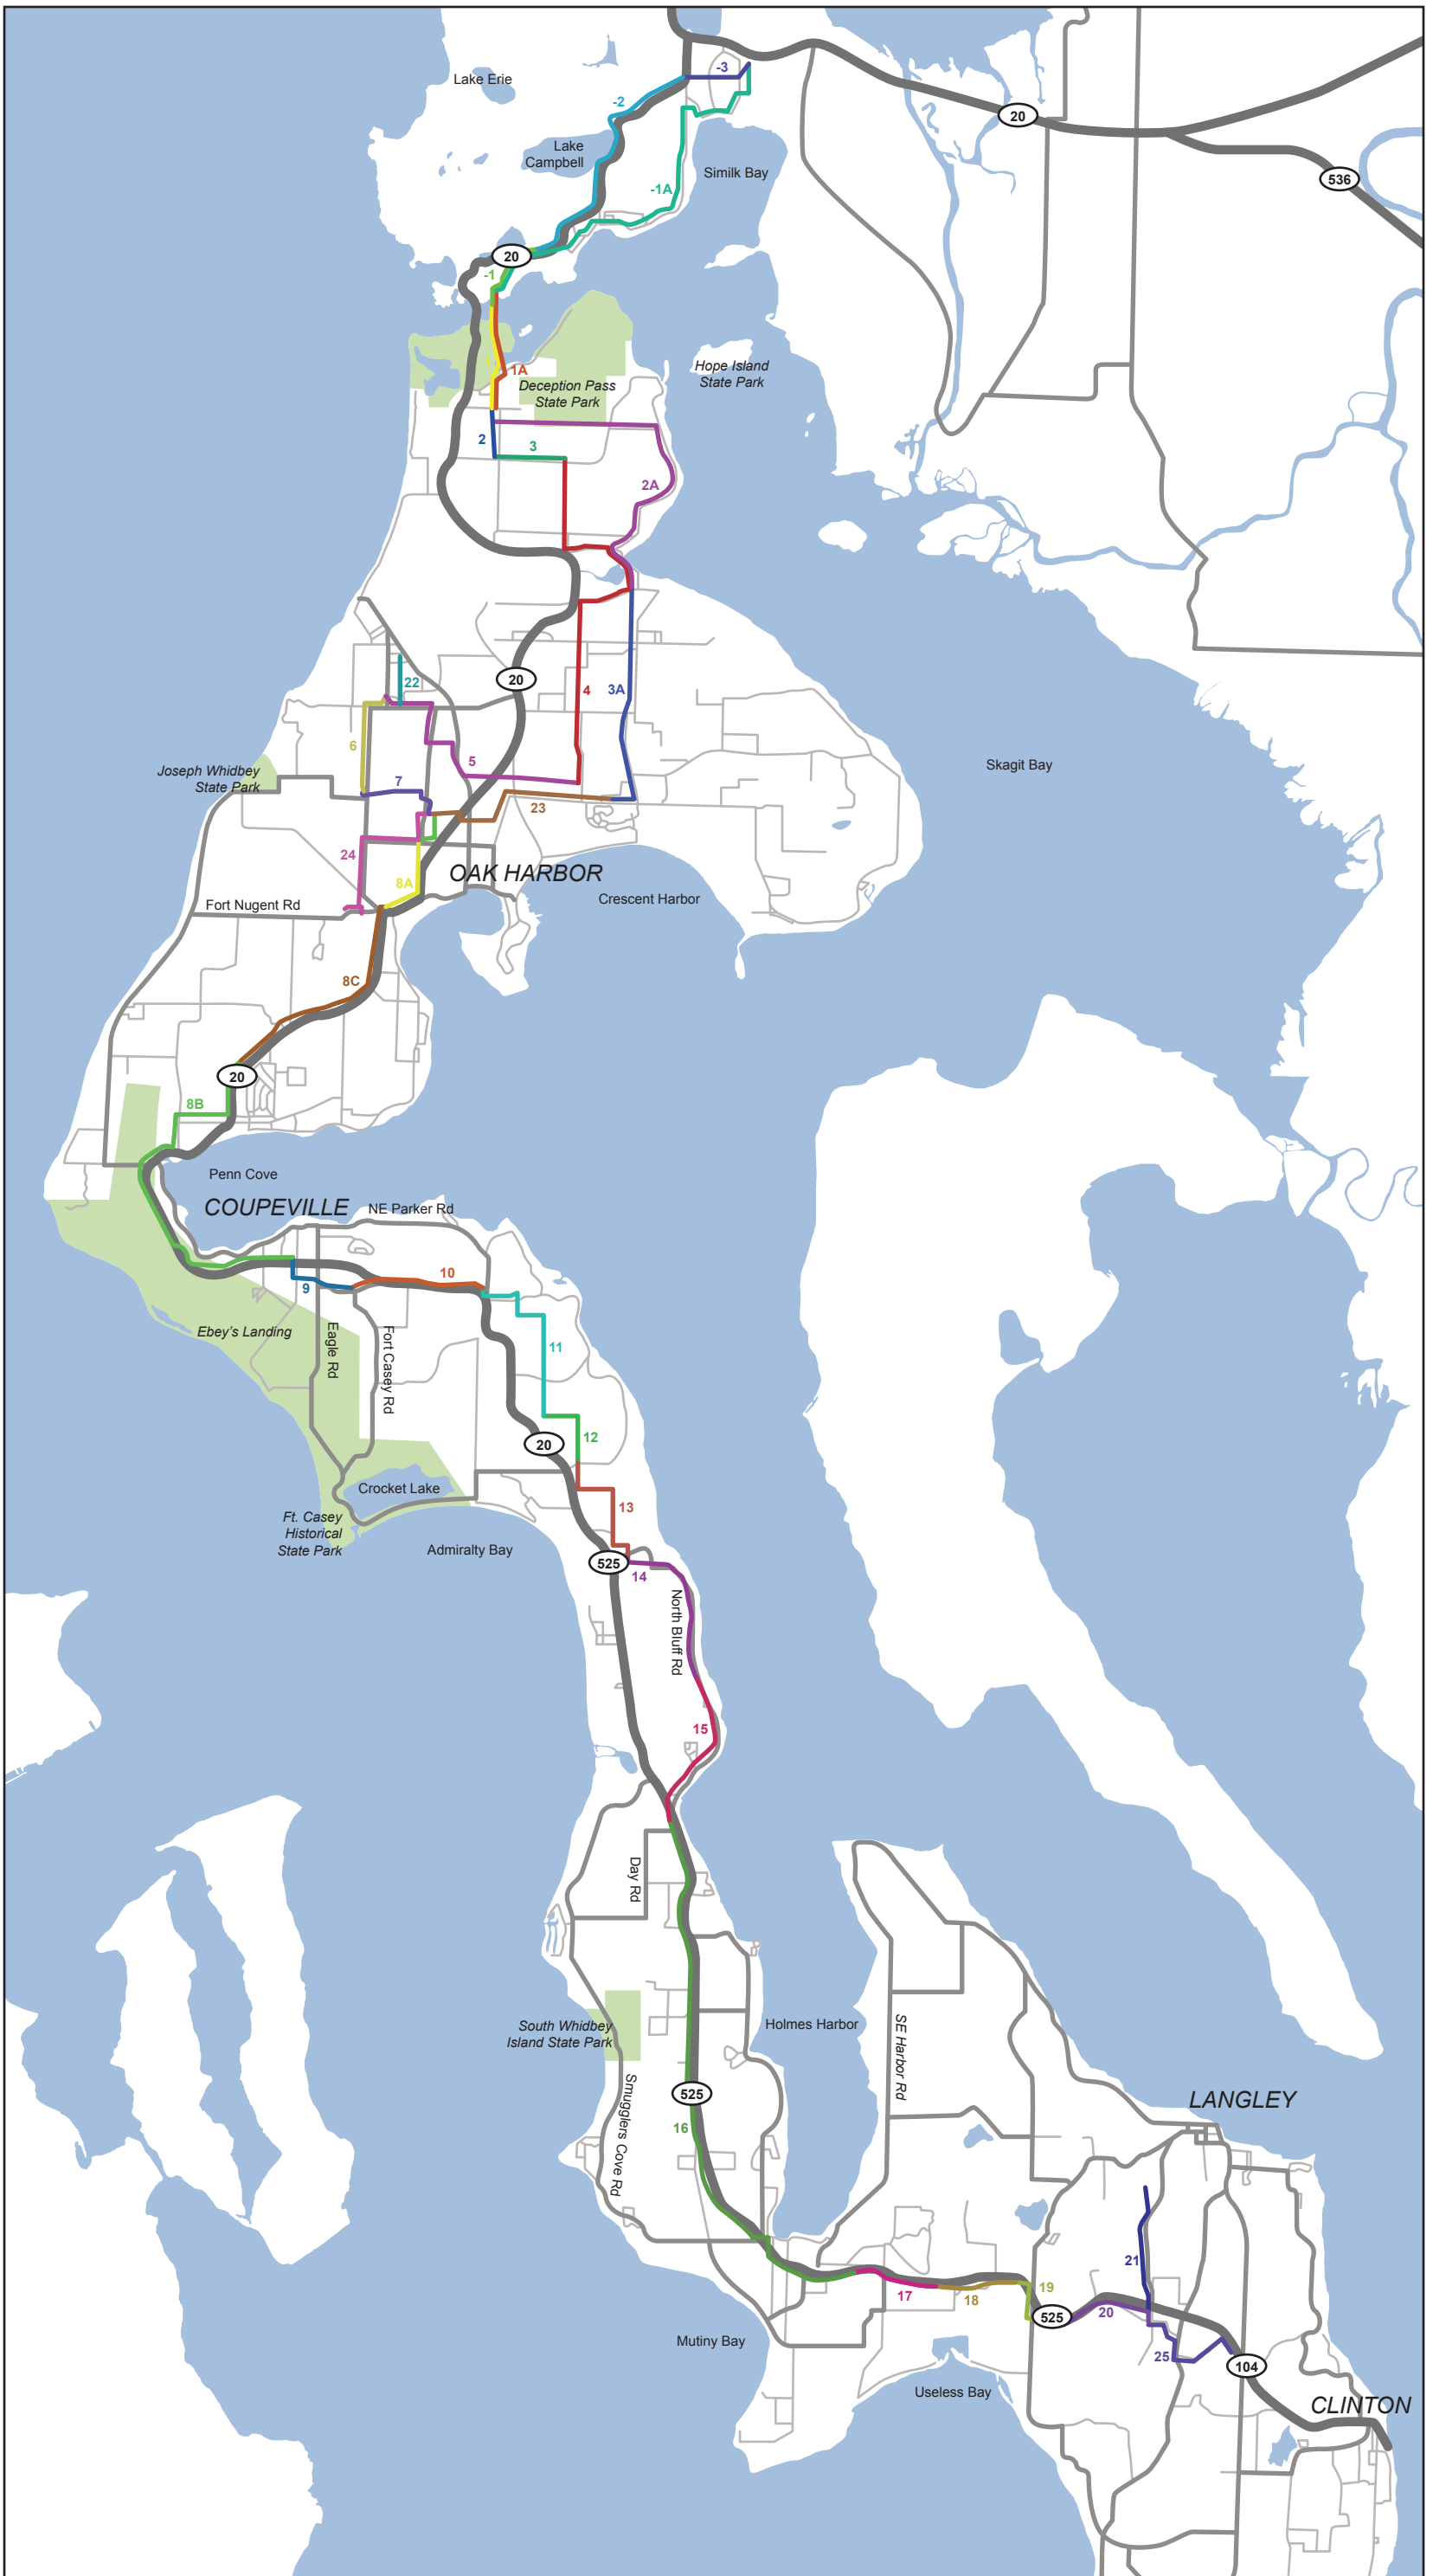 -3
Lake Erie
-2
20
Lake
Campbell
Similk Bay
536
-1A
20
-1
1
1A
Hope Island
State Park
Deception Pass
State Park
2
3
2A
20
22
4
3A
6
5
Skagit Bay
Joseph Whidbey
State Park
7
23
24
OAK HARBOR
8A
Crescent Harbor
Fort Nugent Rd
8C
20
8B
Penn Cove
COUPEVILLE
NE Parker Rd
10
9
Ebey's Landing
Eagle Rd
Fort Casey Rd
11
12
20
Crocket Lake
13
Ft. Casey
Historical
State Park
Admiralty Bay
525
14
North Bluff Rd
15
Day Rd
South Whidbey
Island State Park
Holmes Harbor
SE Harbor Rd
525
Smugglers Cove Rd
16
LANGLEY
21
17
18
19
525
20
Mutiny Bay
25
104
Useless Bay
CLINTON